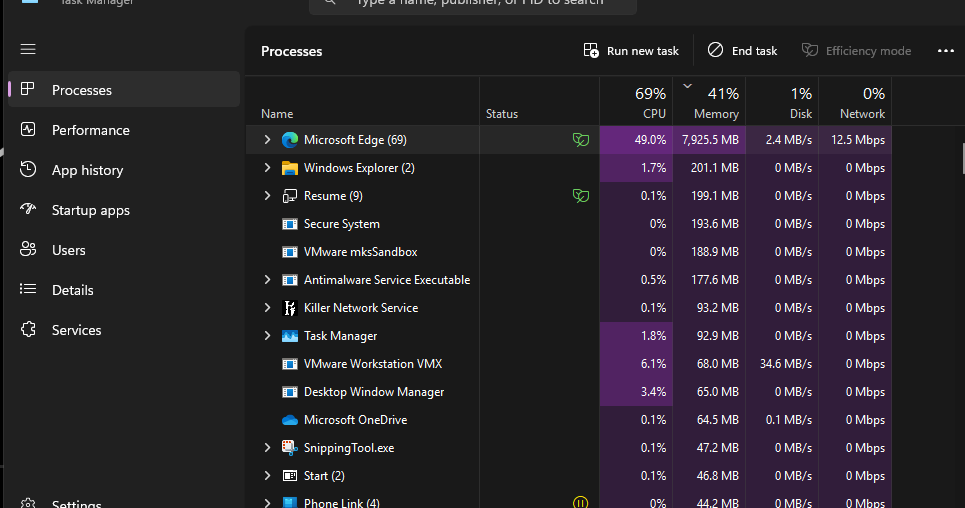 Task Manager
Type a name, publisher, or PID to search
Processes
Performance
App history
Startup apps
Users
Details
Services
Settings
Processes
Run new task
End task
Efficiency mode
69% 41% 1% 0%
Name Status CPU Memory Disk Network
Microsoft Edge (69) 49.0% 7,925.5 MB 2.4 MB/s 12.5 Mbps
Windows Explorer (2) 1.7% 201.1 MB 0 MB/s 0 Mbps
Resume (9) 0.1% 199.1 MB 0 MB/s 0 Mbps
Secure System 0% 193.6 MB 0 MB/s 0 Mbps
VMware mksSandbox 0% 188.9 MB 0 MB/s 0 Mbps
Antimalware Service Executable 0.5% 177.6 MB 0 MB/s 0 Mbps
Killer Network Service 0.1% 93.2 MB 0 MB/s 0 Mbps
Task Manager 1.8% 92.9 MB 0 MB/s 0 Mbps
VMware Workstation VMX 6.1% 68.0 MB 34.6 MB/s 0 Mbps
Desktop Window Manager 3.4% 65.0 MB 0 MB/s 0 Mbps
Microsoft OneDrive 0.1% 64.5 MB 0.1 MB/s 0 Mbps
SnippingTool.exe 0.1% 47.2 MB 0 MB/s 0 Mbps
Start (2) 0.1% 46.8 MB 0 MB/s 0 Mbps
Phone Link (4) 0% 44.2 MB 0 MB/s 0 Mbps